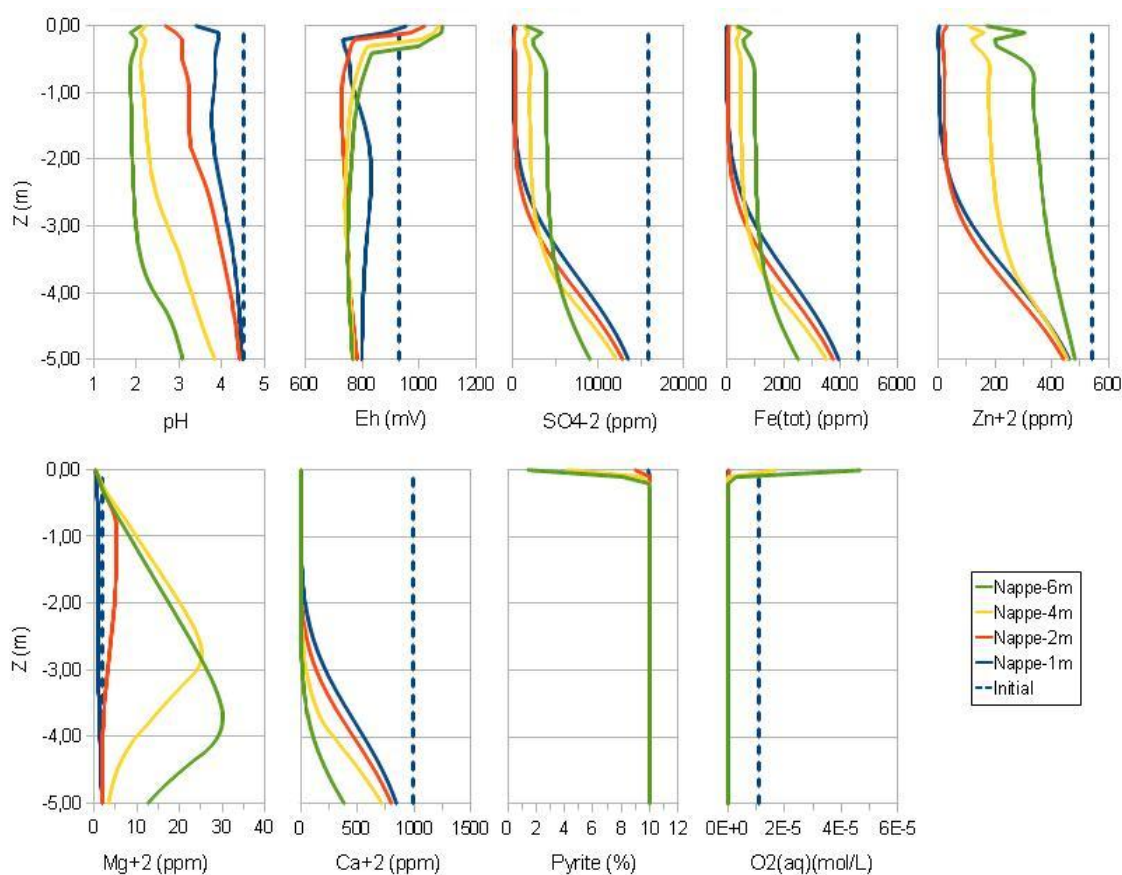 0,00
-1,00
-2,00
-3,00
-4,00
-5,00
Z (m)
1 2 3 4 5
pH
600 800 1000 1200
Eh (mV)
0 10000 20000
SO4-2 (ppm)
0 1000 2000 3000 4000 5000
Fe(tot) (ppm)
0 200 400 600
Zn+2 (ppm)
0,00
-1,00
-2,00
-3,00
-4,00
-5,00
Z (m)
0 10 20 30 40
Mg+2 (ppm)
0 500 1000 1500
Ca+2 (ppm)
0 2 4 6 8 10 12
Pyrite (%)
0E+0 2E-5 4E-5 6E-5
O2(aq)(mol/L)
Nappe-6m
Nappe-4m
Nappe-2m
Nappe-1m
Initial